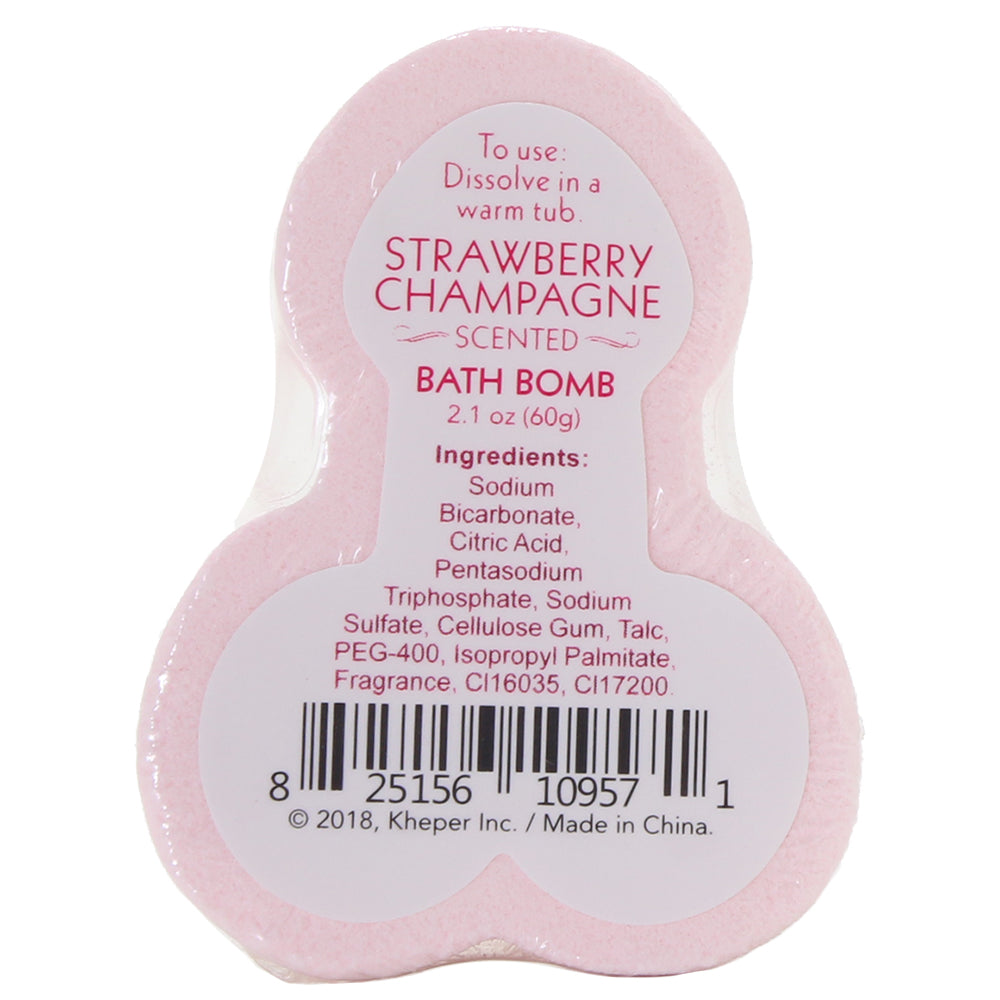 To use:
Dissolve in a
warm tub.
STRAWBERRY
CHAMPAGNE
SCENTED
BATH BOMB
2.1 oz (60g)
Ingredients:
Sodium
Bicarbonate,
Citric Acid,
Pentasodium
Triphosphate, Sodium
Sulfate, Cellulose Gum, Talc,
PEG-400, Isopropyl Palmitate,
Fragrance, CI16035, CI17200.
8 25156 10957 1
© 2018, Kheper Inc. / Made in China.